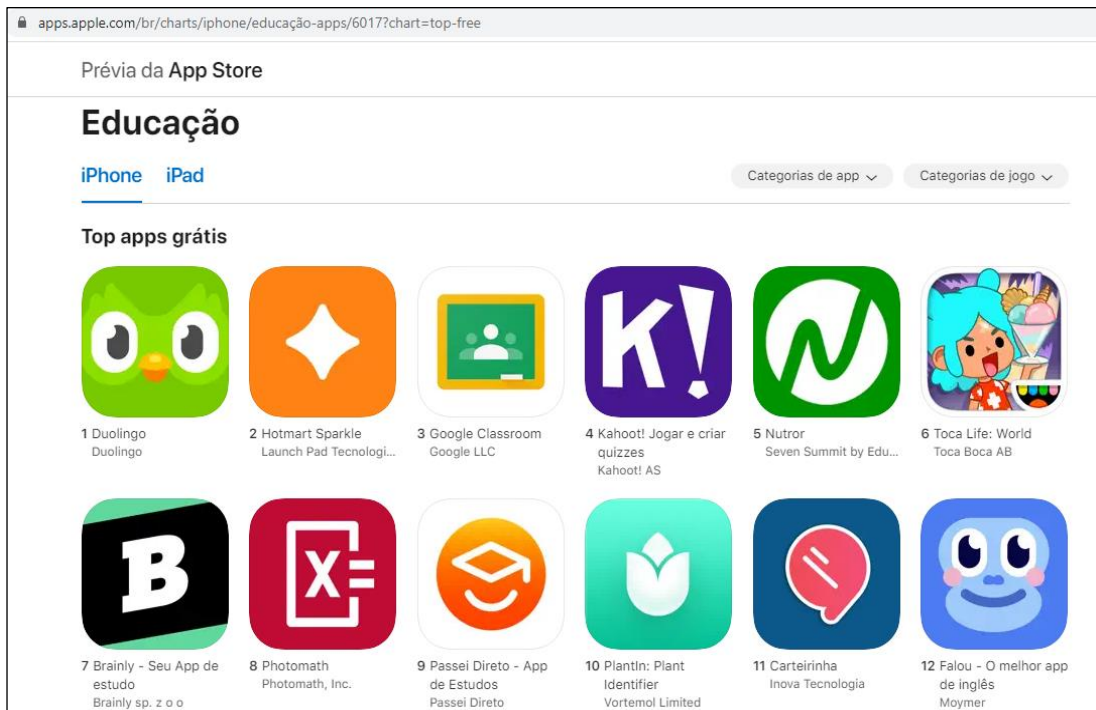 apps.apple.com/br/charts/iphone/educação-apps/6017?chart=top-free
Prévia da App Store
Educação
iPhone iPad
Categorias de app
Categorias de jogo
Top apps grátis
K!
N
1 Duolingo
Duolingo
2 Hotmart Sparkle
Launch Pad Tecnologi...
3 Google Classroom
Google LLC
4 Kahoot! Jogar e criar
quizzes
Kahoot! AS
5 Nutror
Seven Summit by Edu...
6 Toca Life: World
Toca Boca AB
B
X=
7 Brainly - Seu App de
estudo
Brainly sp. z o o
8 Photomath
Photomath, Inc.
9 Passei Direto - App
de Estudos
Passei Direto
10 PlantIn: Plant
Identifier
Vortemol Limited
11 Carteirinha
Inova Tecnologia
12 Falou - O melhor app
de inglês
Moymer